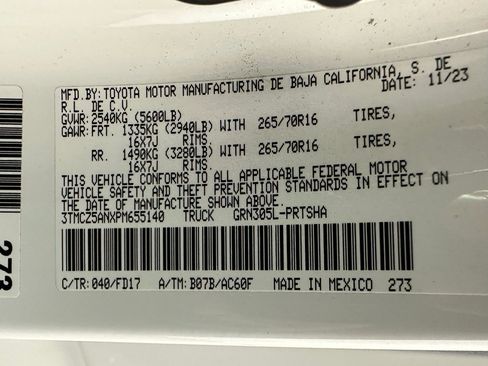 MFD.BY:TOYOTA MOTOR MANUFACTURING DE BAJA CALIFORNIA, S. DE
R.L. DE C.V. DATE: 11/23
GVWR: 2540KG (5600LB)
GAWR: FRT. 1335KG (2940LB) WITH 265/70R16 TIRES,
16X7J RIMS
RR. 1490KG (3280LB) WITH 265/70R16 TIRES,
16X7J RIMS
THIS VEHICLE CONFORMS TO ALL APPLICABLE FEDERAL MOTOR
VEHICLE SAFETY AND THEFT PREVENTION STANDARDS IN EFFECT ON
THE DATE OF MANUFACTURE SHOWN ABOVE.
3TMCZ5ANXPM655140 TRUCK GRN305L-PRTSHA
C/TR: 040/FD17 A/TM: B07B/AC60F MADE IN MEXICO 273
273